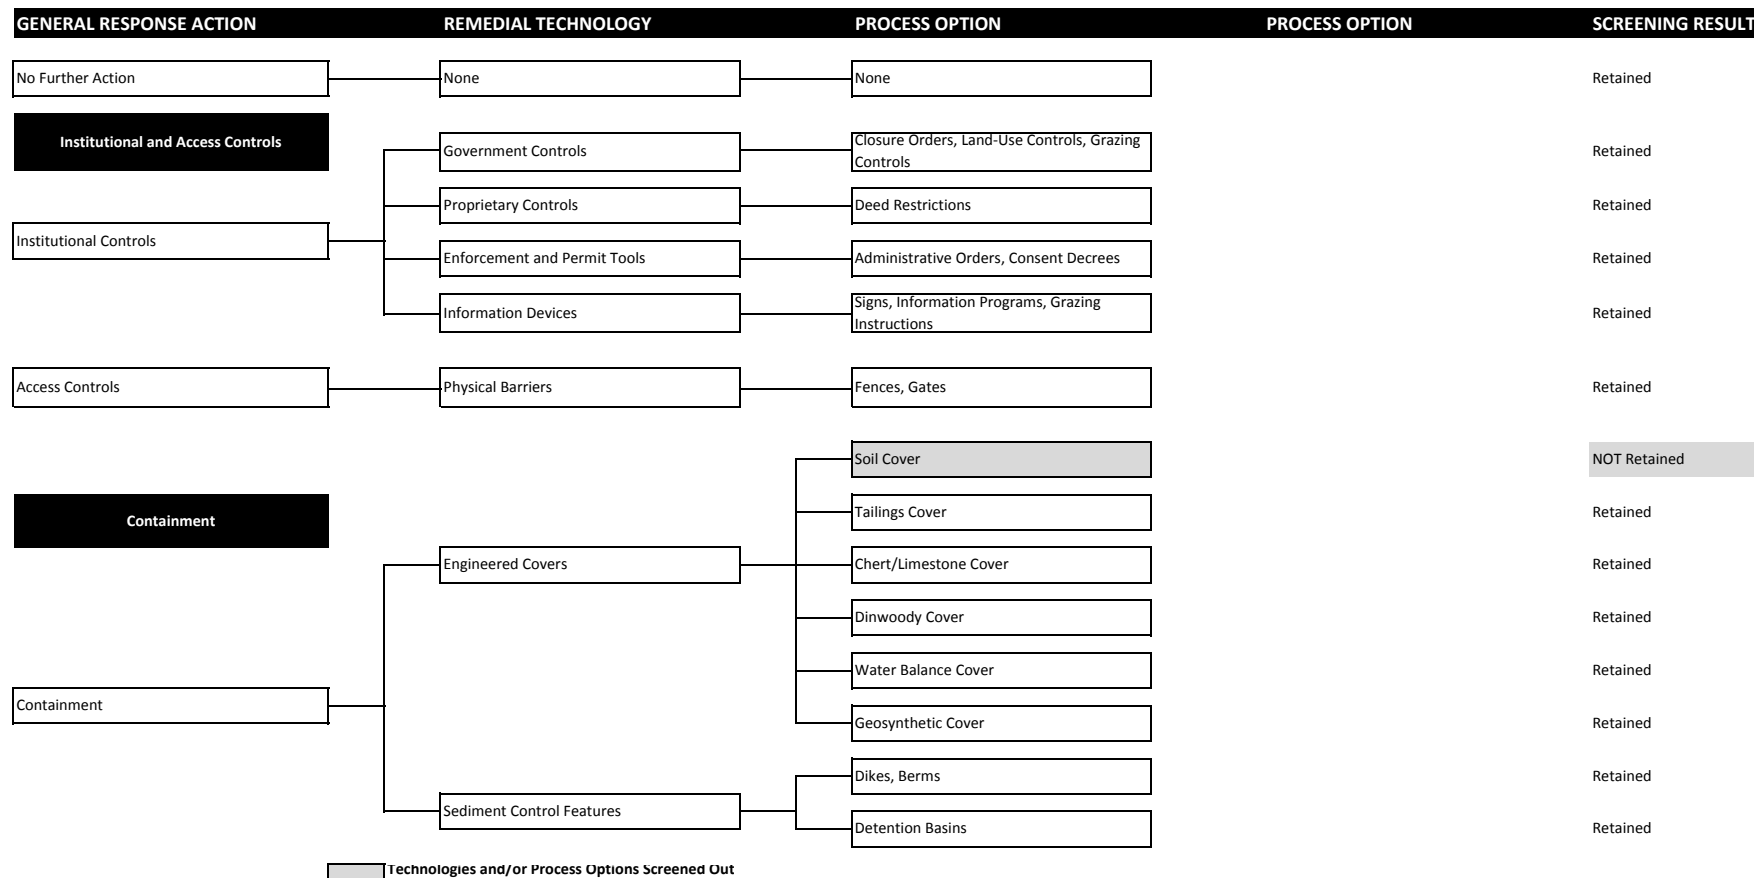 GENERAL RESPONSE ACTION REMEDIAL TECHNOLOGY PROCESS OPTION PROCESS OPTION SCREENING RESULT
No Further Action None None Retained
Institutional and Access Controls
Government Controls Closure Orders, Land-Use Controls, Grazing Controls Retained
Proprietary Controls Deed Restrictions Retained
Institutional Controls
Enforcement and Permit Tools Administrative Orders, Consent Decrees Retained
Information Devices Signs, Information Programs, Grazing Instructions Retained
Access Controls Physical Barriers Fences, Gates Retained
Soil Cover NOT Retained
Containment
Tailings Cover Retained
Engineered Covers Chert/Limestone Cover Retained
Dinwoody Cover Retained
Water Balance Cover Retained
Containment
Geosynthetic Cover Retained
Dikes, Berms Retained
Sediment Control Features
Detention Basins Retained
Technologies and/or Process Options Screened Out